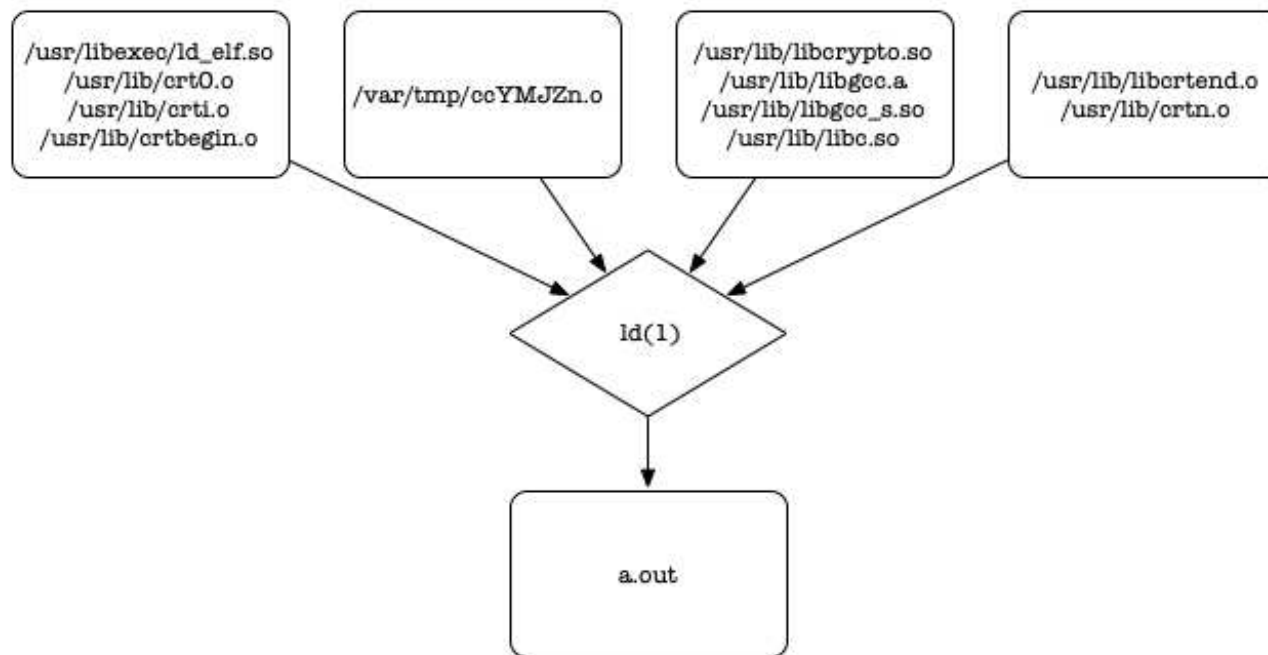 /usr/libexec/ld_elf.so
/usr/lib/crt0.o
/usr/lib/crti.o
/usr/lib/crtbegin.o
/var/tmp/ccYMJZn.o
/usr/lib/libcrypto.so
/usr/lib/libgcc.a
/usr/lib/libgcc_s.so
/usr/lib/libc.so
/usr/lib/libcrtend.o
/usr/lib/crtn.o
ld(1)
a.out